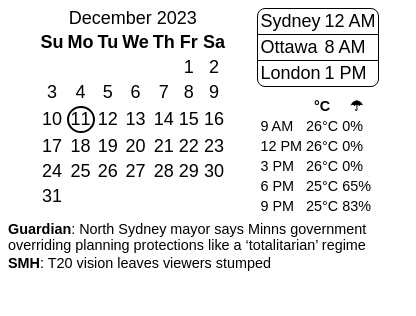 December 2023
Su Mo Tu We Th Fr Sa
1 2
3 4 5 6 7 8 9
10 11 12 13 14 15 16
17 18 19 20 21 22 23
24 25 26 27 28 29 30
31
Sydney 12 AM
Ottawa 8 AM
London 1 PM
°C ☂
9 AM 26°C 0%
12 PM 26°C 0%
3 PM 26°C 0%
6 PM 25°C 65%
9 PM 25°C 83%
Guardian: North Sydney mayor says Minns government
overriding planning protections like a ‘totalitarian’ regime
SMH: T20 vision leaves viewers stumped